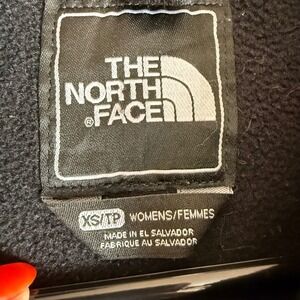 THE
NORTH
FACE
®
XS/TP WOMENS/FEMMES
MADE IN EL SALVADOR
FABRIQUE AU SALVADOR